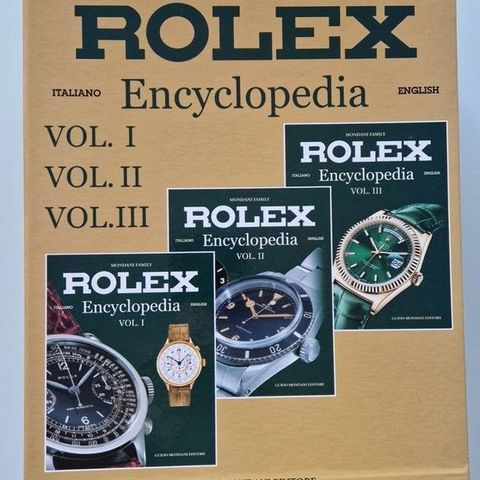 ROLEX
ITALIANO Encyclopedia ENGLISH
VOL. I
VOL. II
VOL.III
MONDANI FAMILY
ROLEX
ITALIANO Encyclopedia ENGLISH
VOL. III
GUIDO MONDANI EDITORE
MONDANI FAMILY
ROLEX
ITALIANO Encyclopedia ENGLISH
VOL. II
GUIDO MONDANI EDITORE
MONDANI FAMILY
ROLEX
ITALIANO Encyclopedia ENGLISH
VOL. I
ROLEX
GUIDO MONDANI EDITORE